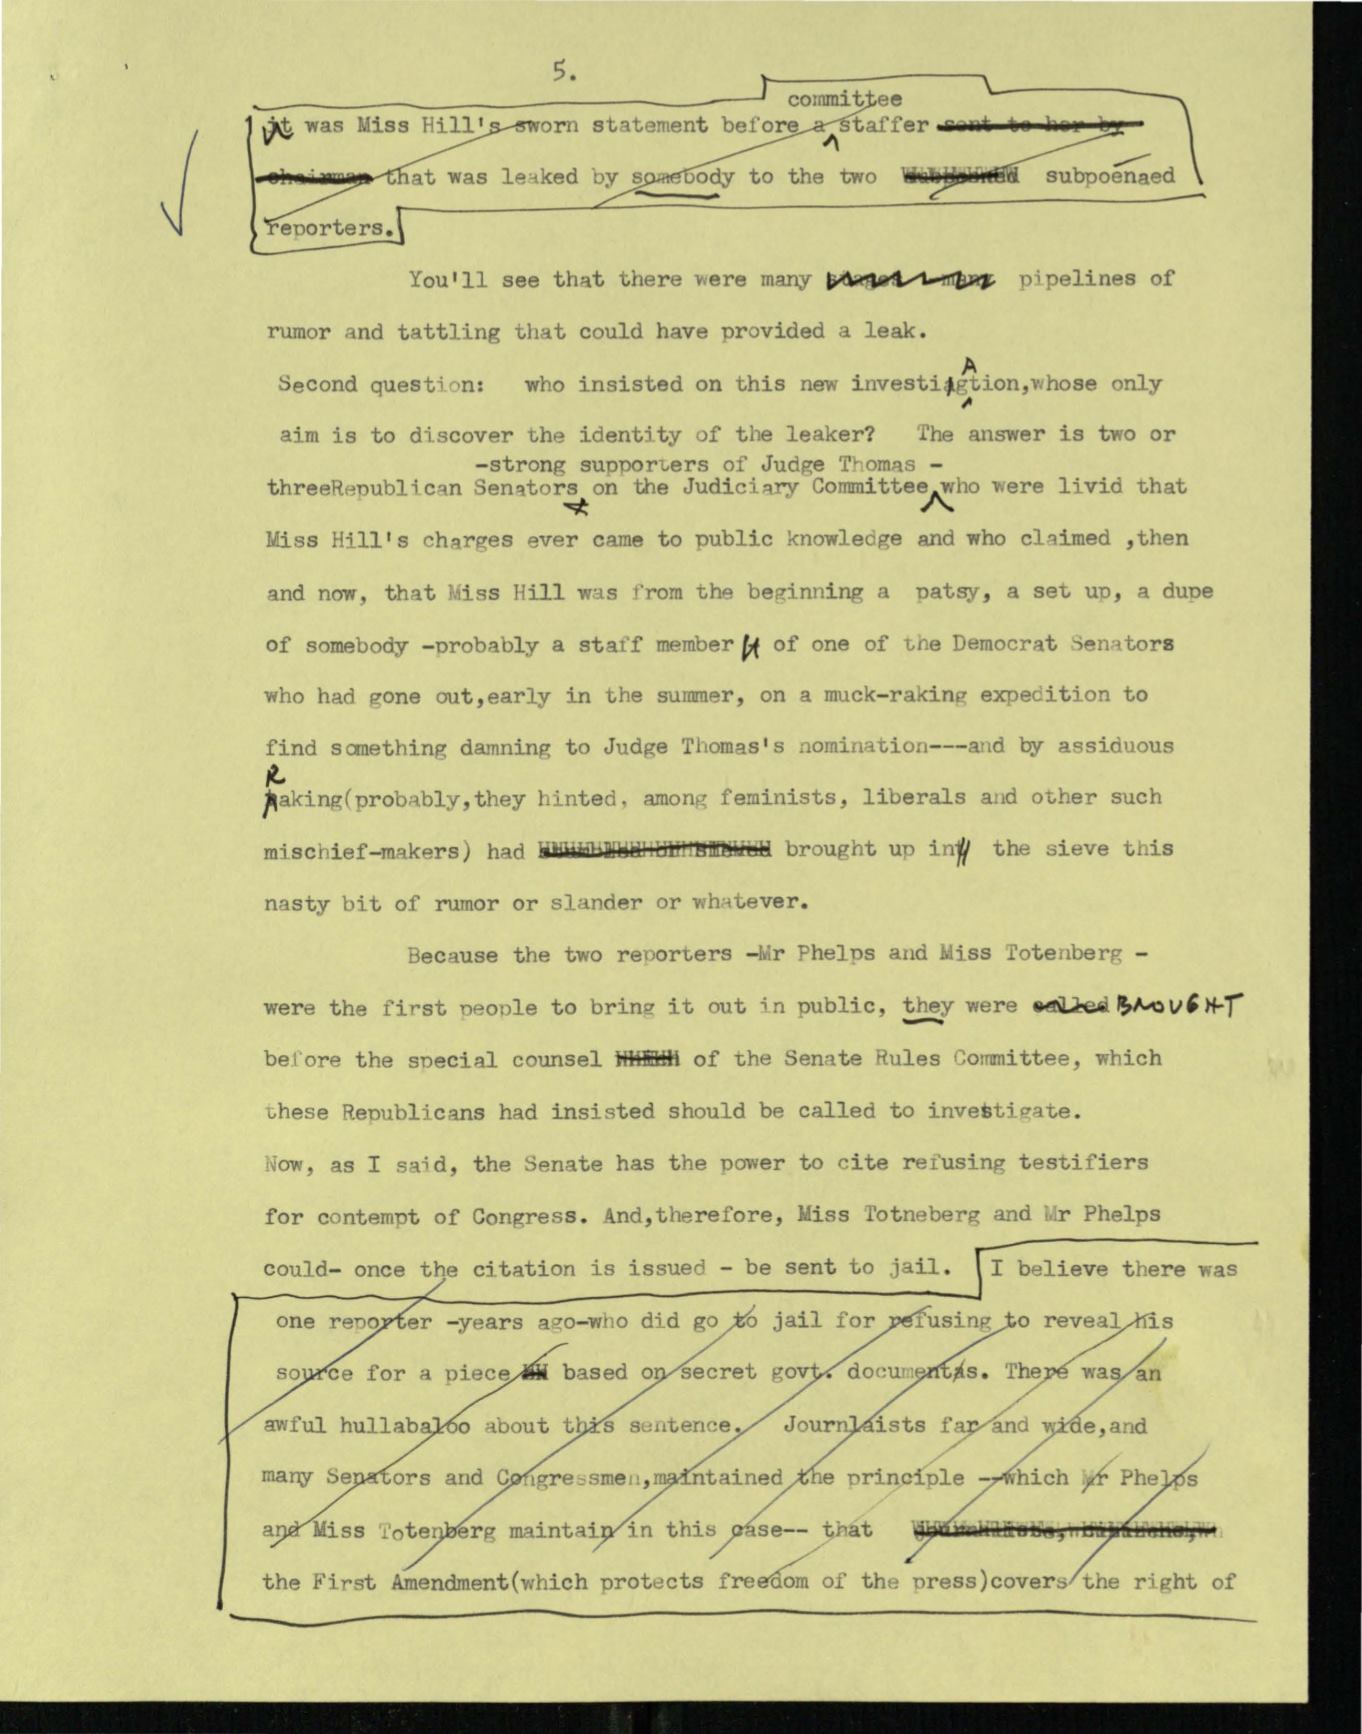 5.
committee
it was Miss Hill's sworn statement before a staffer sent to her by
chairman that was leaked by somebody to the two subpoenaed
reporters.
You'll see that there were many pipelines of
rumor and tattling that could have provided a leak.
A
Second question: who insisted on this new investigtion,whose only
aim is to discover the identity of the leaker? The answer is two or
-strong supporters of Judge Thomas -
threeRepublican Senators on the Judiciary Committee who were livid that
Miss Hill's charges ever came to public knowledge and who claimed ,then
and now, that Miss Hill was from the beginning a patsy, a set up, a dupe
of somebody -probably a staff member of one of the Democrat Senators
who had gone out,early in the summer, on a muck-raking expedition to
find something damning to Judge Thomas's nomination---and by assiduous
R
aking(probably,they hinted, among feminists, liberals and other such
mischief-makers) had brought up in the sieve this
nasty bit of rumor or slander or whatever.
Because the two reporters -Mr Phelps and Miss Totenberg -
were the first people to bring it out in public, they were called BROUGHT
before the special counsel of the Senate Rules Committee, which
these Republicans had insisted should be called to investigate.
Now, as I said, the Senate has the power to cite refusing testifiers
for contempt of Congress. And,therefore, Miss Totneberg and Mr Phelps
could- once the citation is issued - be sent to jail. I believe there was
one reporter -years ago-who did go to jail for refusing to reveal his
source for a piece based on secret govt. documents. There was an
awful hullabaloo about this sentence. Journlaists far and wide,and
many Senators and Congressmen,maintained the principle --which Mr Phelps
and Miss Totenberg maintain in this case-- that
the First Amendment(which protects freedom of the press)covers the right of